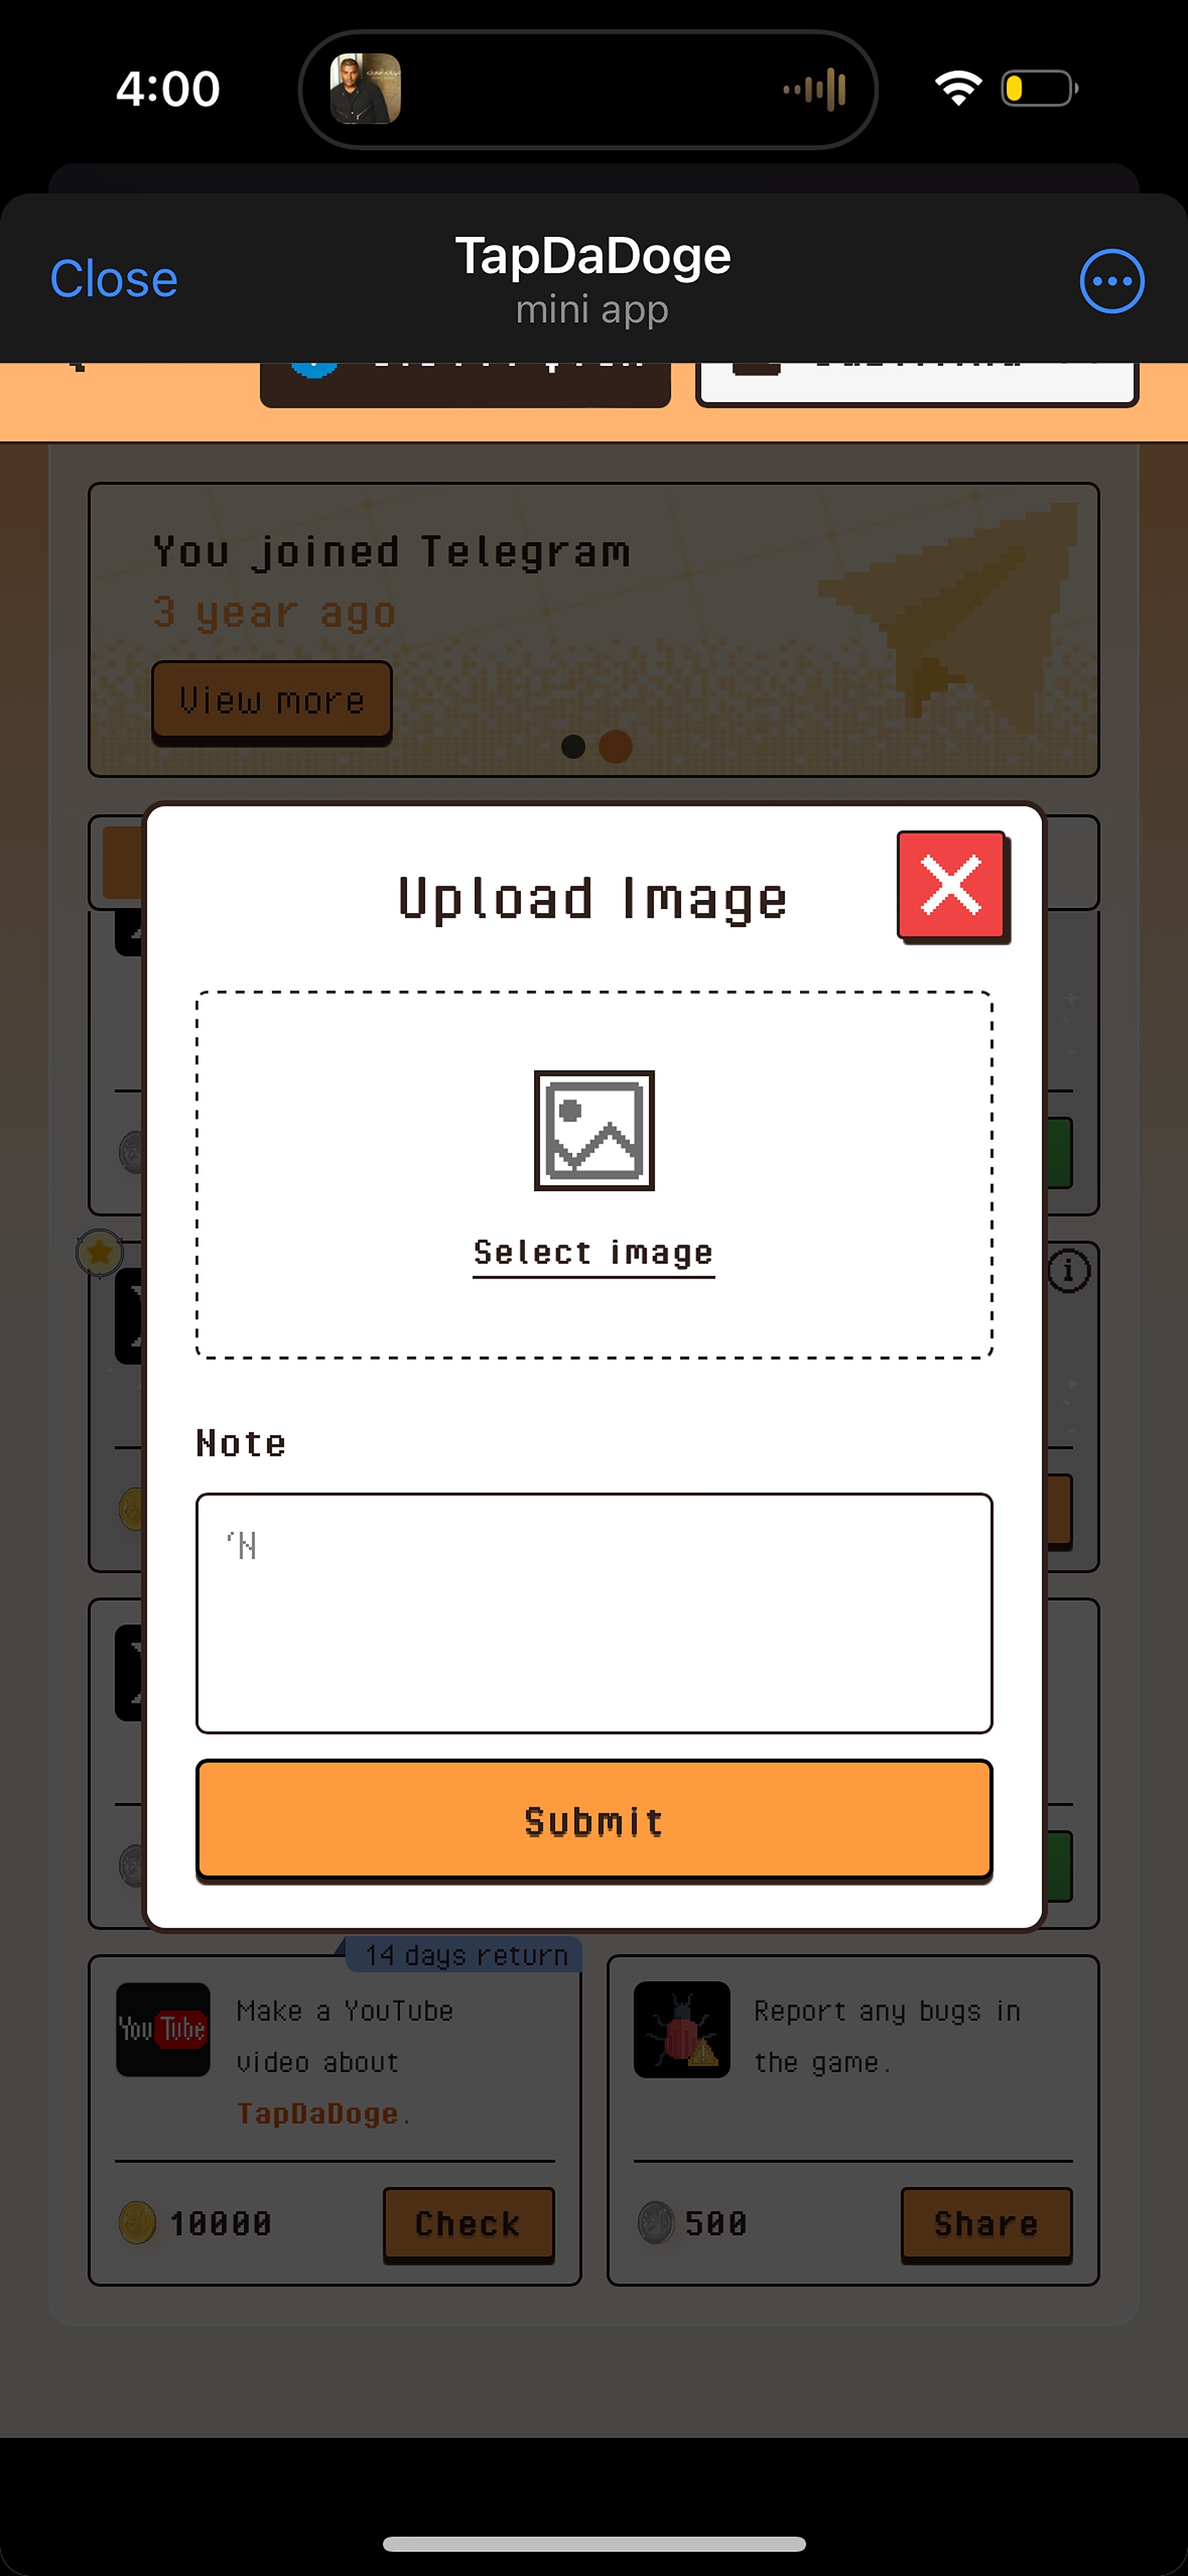 4:00
Close
TapDaDoge
mini app
You joined Telegram
3 year ago
View more
Upload Image
Select image
Note
'N
Submit
14 days return
You Tube
Make a YouTube
video about
TapDaDoge.
10000
Check
Report any bugs in
the game.
500
Share